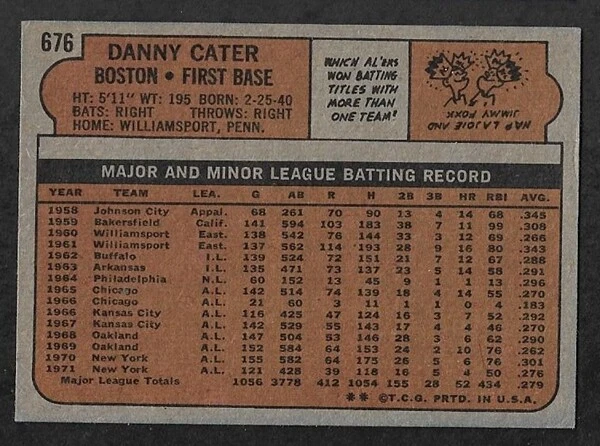 676
DANNY CATER
BOSTON • FIRST BASE
HT: 5'11" WT: 195 BORN: 2-25-40
BATS: RIGHT THROWS: RIGHT
HOME: WILLIAMSPORT, PENN.
WHICH AL'ERS
WON BATTING
TITLES WITH
MORE THAN
ONE TEAM?
NAP LAJOIE AND
JIMMY FOXX
MAJOR AND MINOR LEAGUE BATTING RECORD
YEAR TEAM LEA. G AB R H 2B 3B HR RBI AVG.
1958 Johnson City Appal. 68 261 70 90 13 4 14 68 .345
1959 Bakersfield Calif. 141 594 103 183 38 7 11 99 .308
1960 Williamsport East. 138 542 76 144 33 3 12 69 .266
1961 Williamsport East. 137 562 114 193 28 9 16 80 .343
1962 Buffalo I.L. 139 524 72 151 21 12 67 .288
1963 Arkansas I.L. 135 471 73 137 23 5 14 58 .291
1964 Philadelphia N.L. 60 152 13 45 9 1 1 13 .296
1965 Chicago A.L. 142 514 74 139 18 4 14 55 .270
1966 Chicago A.L. 21 60 3 11 1 0 4 .183
1966 Kansas City A.L. 116 425 47 124 16 3 7 52 .292
1967 Kansas City A.L. 142 529 55 143 17 4 4 46 .270
1968 Oakland A.L. 147 504 53 146 28 3 6 62 .290
1969 Oakland A.L. 152 584 64 153 24 2 10 76 .262
1970 New York A.L. 155 582 64 175 26 5 6 76 .301
1971 New York A.L. 121 428 39 118 16 5 4 50 .276
Major League Totals 1056 3778 412 1054 155 28 52 434 .279
** ©T.C.G. PRTD. IN U.S.A.